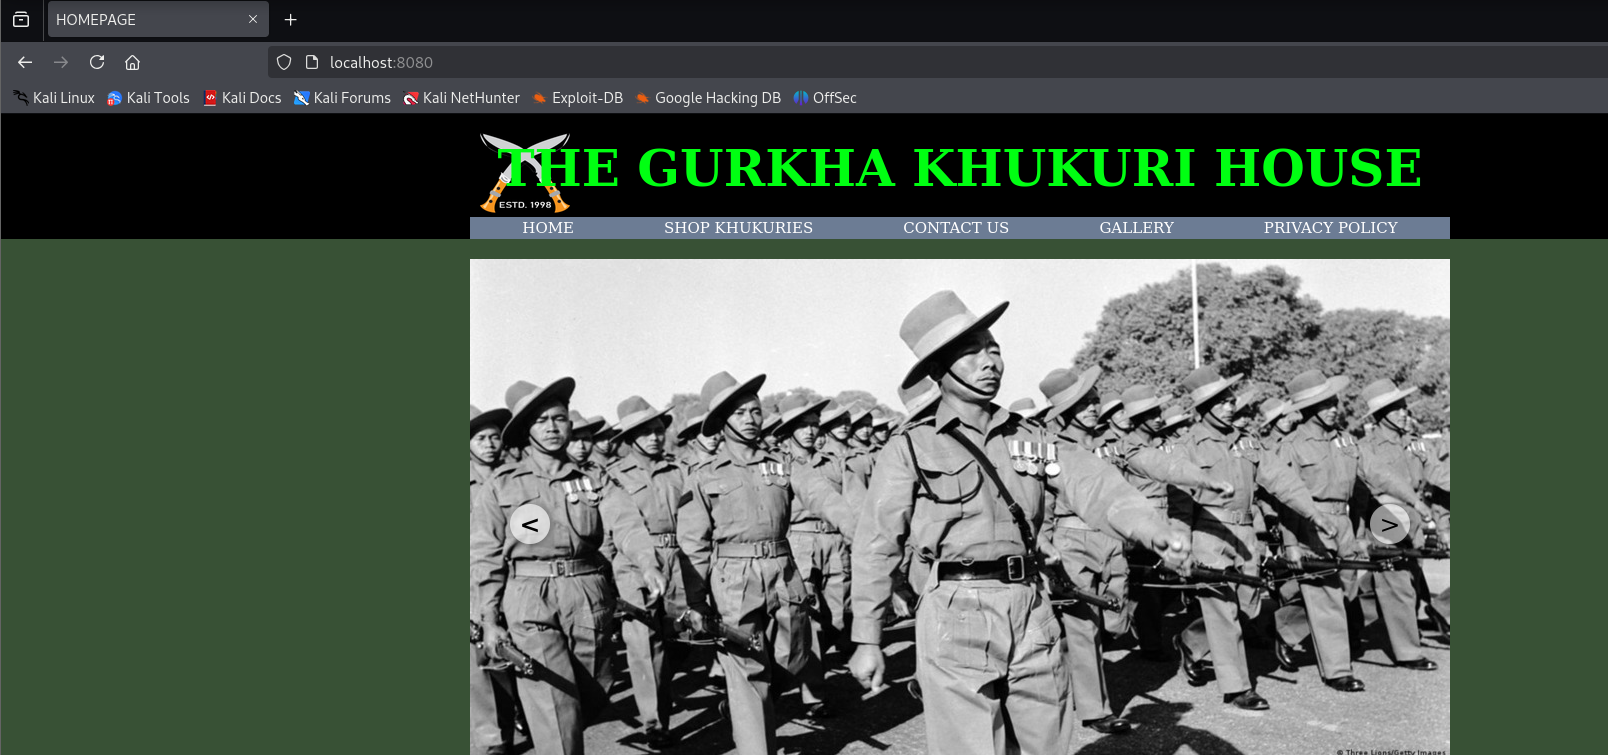 HOMEPAGE
localhost:8080
Kali Linux Kali Tools Kali Docs Kali Forums Kali NetHunter Exploit-DB Google Hacking DB OffSec
THE GURKHA KHUKURI HOUSE
ESTD. 1998
HOME SHOP KHUKURIES CONTACT US GALLERY PRIVACY POLICY
< >
© Three Lions/Getty Images